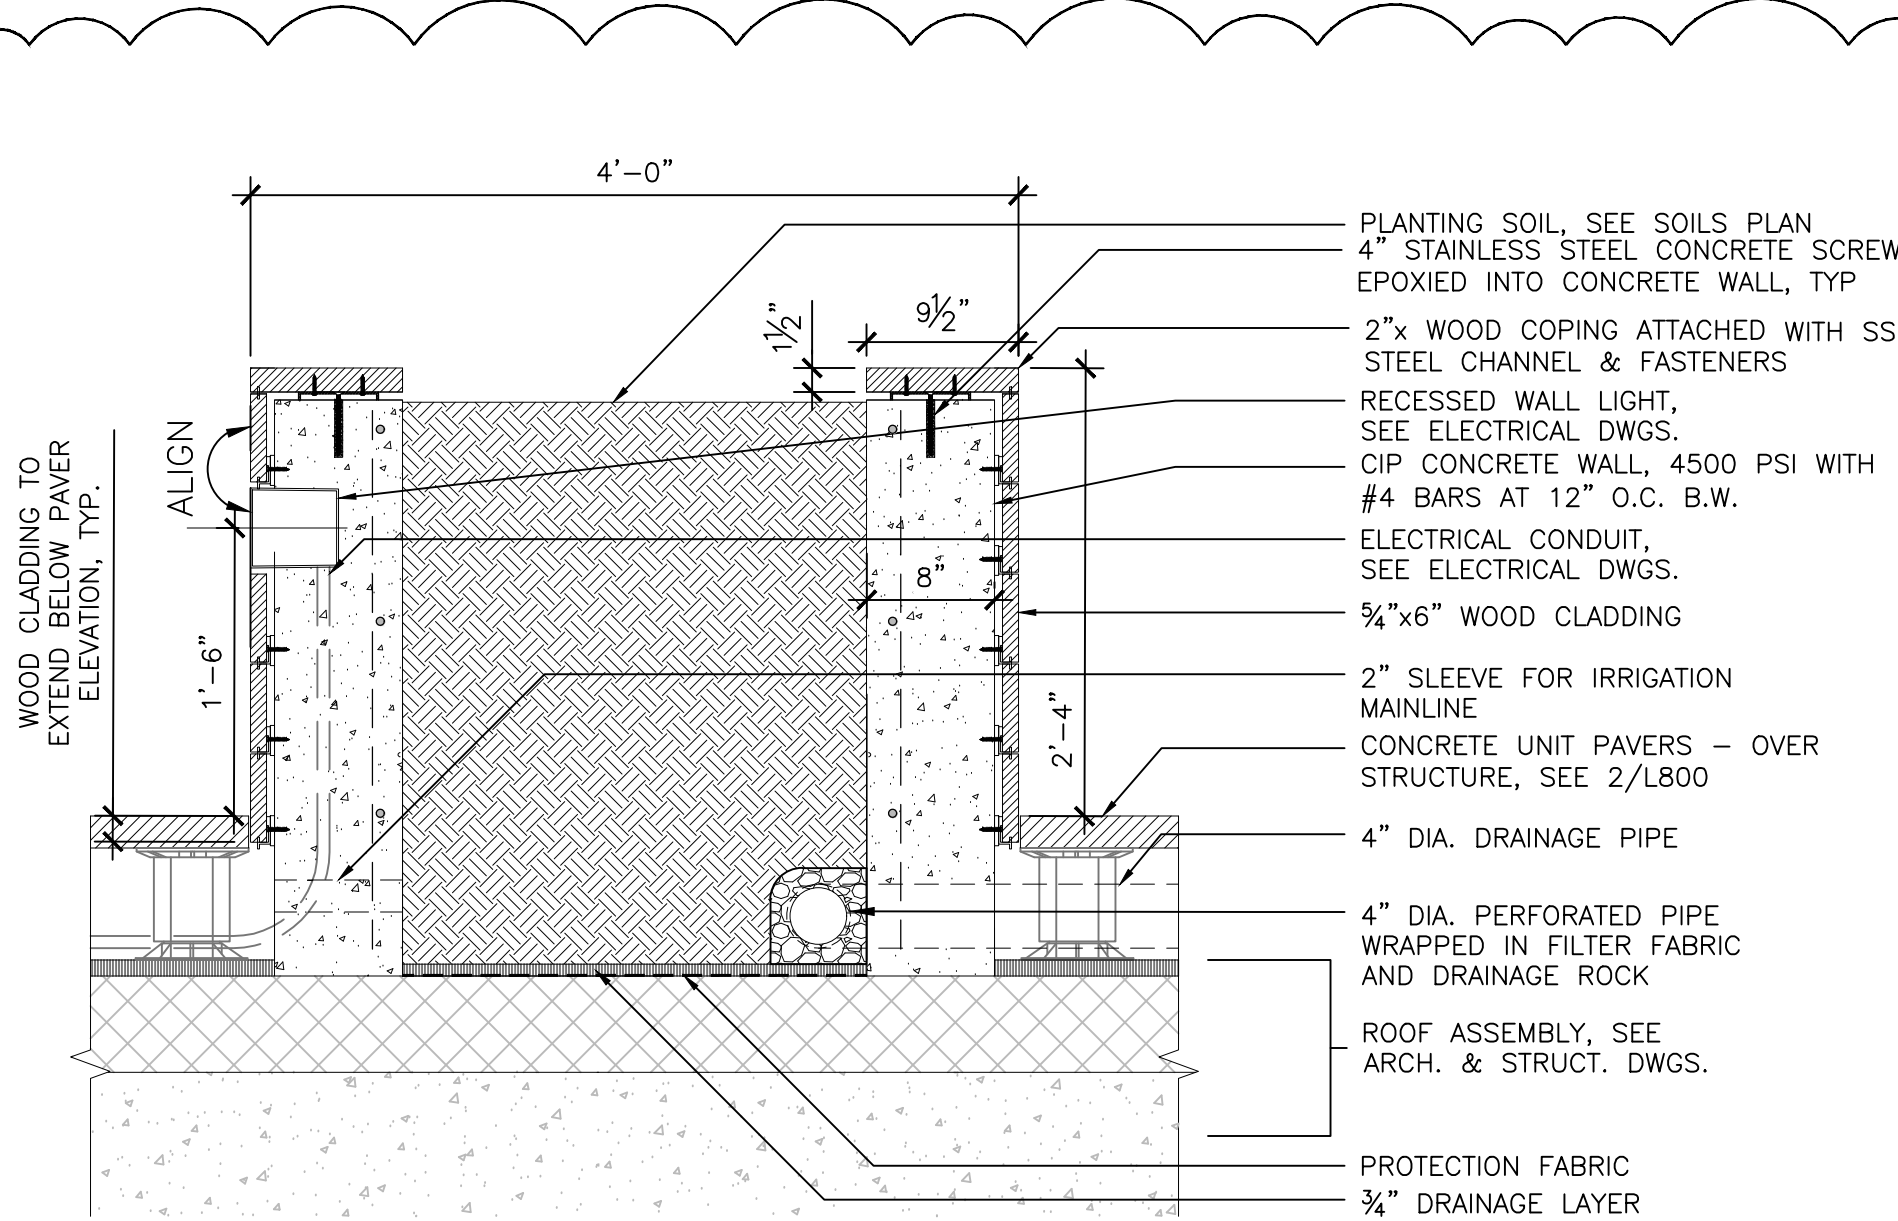 4'-0"
PLANTING SOIL, SEE SOILS PLAN
4" STAINLESS STEEL CONCRETE SCREW
EPOXIED INTO CONCRETE WALL, TYP
1½"
9½"
2"x WOOD COPING ATTACHED WITH SS
STEEL CHANNEL & FASTENERS
RECESSED WALL LIGHT,
SEE ELECTRICAL DWGS.
CIP CONCRETE WALL, 4500 PSI WITH
#4 BARS AT 12" O.C. B.W.
ELECTRICAL CONDUIT,
SEE ELECTRICAL DWGS.
8"
5/4"x6" WOOD CLADDING
2" SLEEVE FOR IRRIGATION
MAINLINE
CONCRETE UNIT PAVERS – OVER
STRUCTURE, SEE 2/L800
4" DIA. DRAINAGE PIPE
4" DIA. PERFORATED PIPE
WRAPPED IN FILTER FABRIC
AND DRAINAGE ROCK
ROOF ASSEMBLY, SEE
ARCH. & STRUCT. DWGS.
PROTECTION FABRIC
¾" DRAINAGE LAYER
WOOD CLADDING TO
EXTEND BELOW PAVER
ELEVATION, TYP.
ALIGN
1'-6"
2'-4"